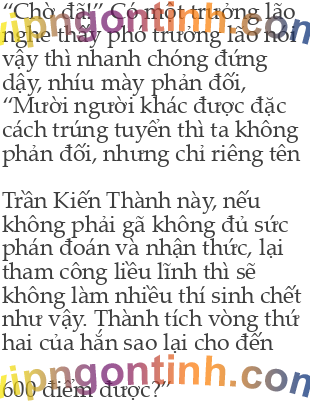 “Chờ đã!” Có một trưởng lão
nghe thấy phó trưởng lão nói
vậy thì nhanh chóng đứng
dậy, nhíu mày phản đối,
“Mười người khác được đặc
cách trúng tuyển thì ta không
phản đối, nhưng chỉ riêng tên
Trần Kiến Thành này, nếu
không phải gã không đủ sức
phán đoán và nhận thức, lại
tham công liều lĩnh thì sẽ
không làm nhiều thí sinh chết
như vậy. Thành tích vòng thứ
hai của hắn sao lại cho đến
600 điểm được?”
vipngontinh.com
vipngontinh.com